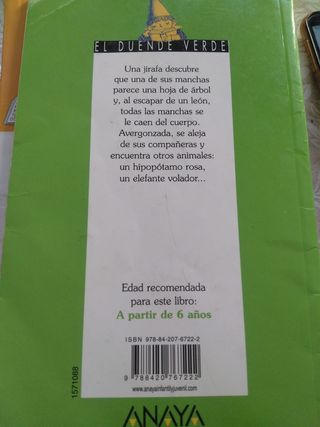 EL DUENDE VERDE
Una jirafa descubre
que una de sus manchas
parece una hoja de árbol
y, al escapar de un león,
todas las manchas se
le caen del cuerpo.
Avergonzada, se aleja
de sus compañeras y
encuentra otros animales:
un hipopótamo rosa,
un elefante volador...
Edad recomendada
para este libro:
A partir de 6 años
ISBN 978-84-207-6722-2
9 788420 767222
www.anayainfantilyjuvenil.com
1571088
ANAYA